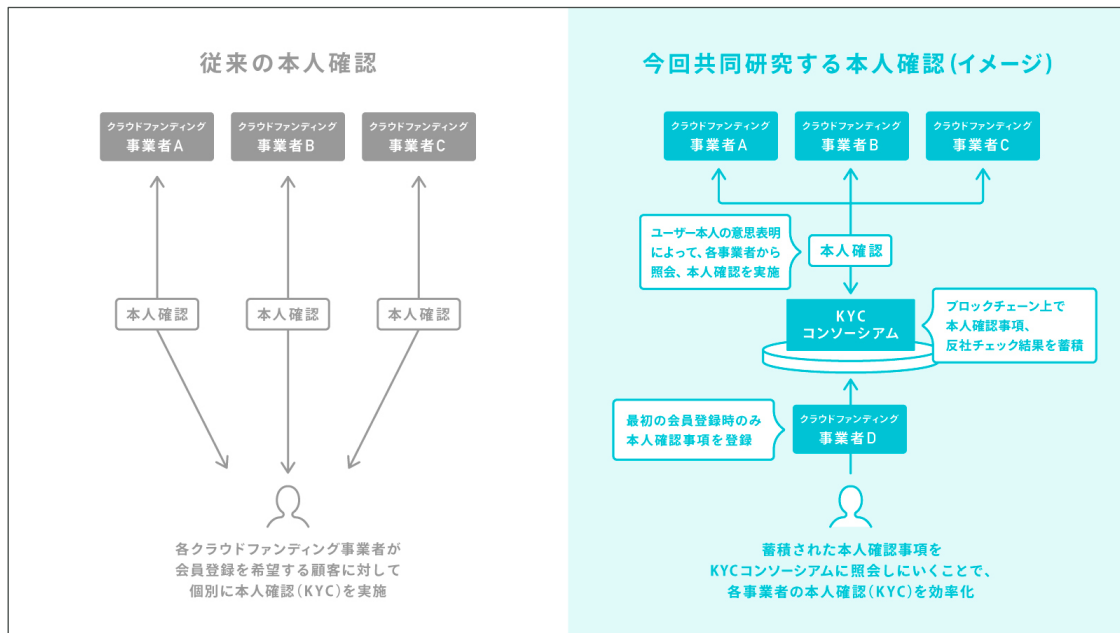 従来の本人確認
クラウドファンディング
事業者A
クラウドファンディング
事業者B
クラウドファンディング
事業者C
本人確認
本人確認
本人確認
各クラウドファンディング事業者が
会員登録を希望する顧客に対して
個別に本人確認(KYC)を実施
今回共同研究する本人確認(イメージ)
クラウドファンディング
事業者A
クラウドファンディング
事業者B
クラウドファンディング
事業者C
ユーザー本人の意思表明
によって、各事業者から
照会、本人確認を実施
本人確認
KYC
コンソーシアム
ブロックチェーン上で
本人確認事項、
反社チェック結果を蓄積
最初の会員登録時のみ
本人確認事項を登録
クラウドファンディング
事業者D
蓄積された本人確認事項を
KYCコンソーシアムに照会しにいくことで、
各事業者の本人確認(KYC)を効率化